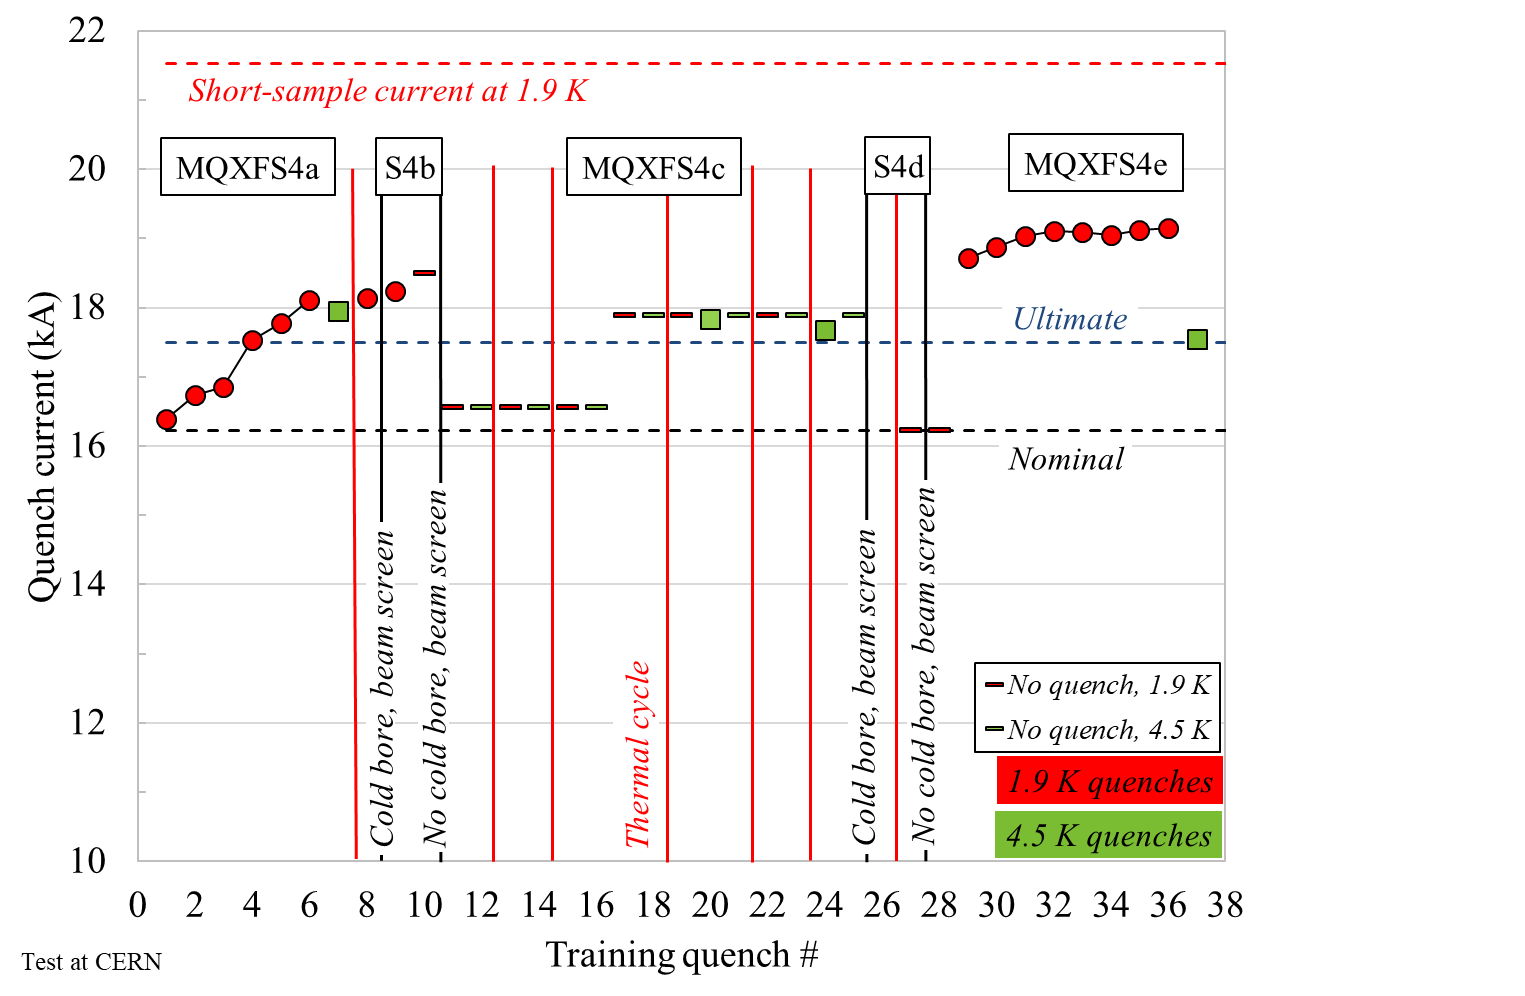 22
20
18
16
14
12
10
Quench current (kA)
Short-sample current at 1.9 K
MQXFS4a
S4b
MQXFS4c
S4d
MQXFS4e
Ultimate
Nominal
Cold bore, beam screen
No cold bore, beam screen
Thermal cycle
Cold bore, beam screen
No cold bore, beam screen
No quench, 1.9 K
No quench, 4.5 K
1.9 K quenches
4.5 K quenches
0 2 4 6 8 10 12 14 16 18 20 22 24 26 28 30 32 34 36 38
Training quench #
Test at CERN